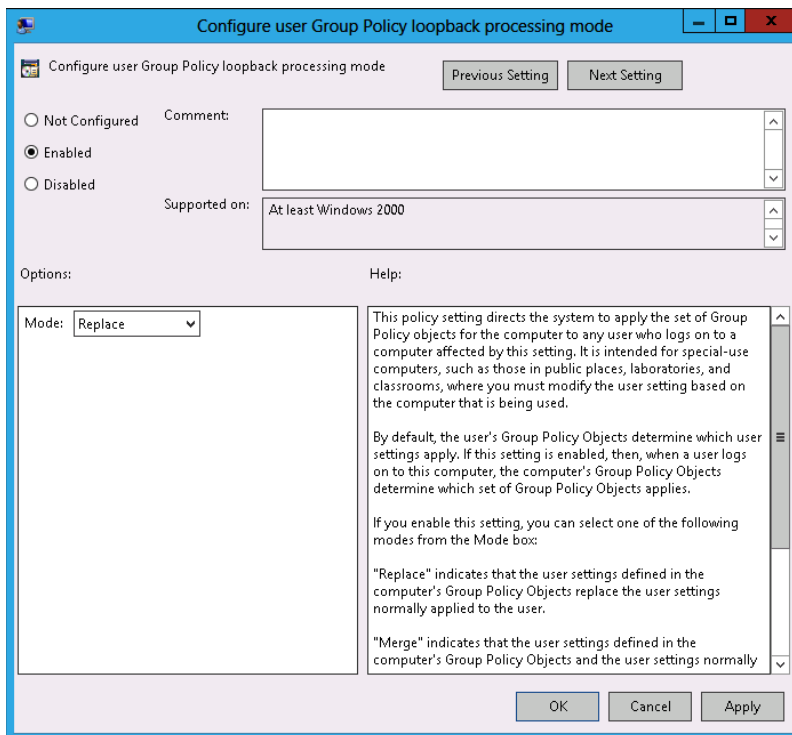 Configure user Group Policy loopback processing mode
Configure user Group Policy loopback processing mode
Previous Setting
Next Setting
Not Configured
Comment:
Enabled
Disabled
Supported on:
At least Windows 2000
Options:
Help:
Mode:
Replace
This policy setting directs the system to apply the set of Group
Policy objects for the computer to any user who logs on to a
computer affected by this setting. It is intended for special-use
computers, such as those in public places, laboratories, and
classrooms, where you must modify the user setting based on
the computer that is being used.
By default, the user's Group Policy Objects determine which user
settings apply. If this setting is enabled, then, when a user logs
on to this computer, the computer's Group Policy Objects
determine which set of Group Policy Objects applies.
If you enable this setting, you can select one of the following
modes from the Mode box:
"Replace" indicates that the user settings defined in the
computer's Group Policy Objects replace the user settings
normally applied to the user.
"Merge" indicates that the user settings defined in the
computer's Group Policy Objects and the user settings normally
OK
Cancel
Apply